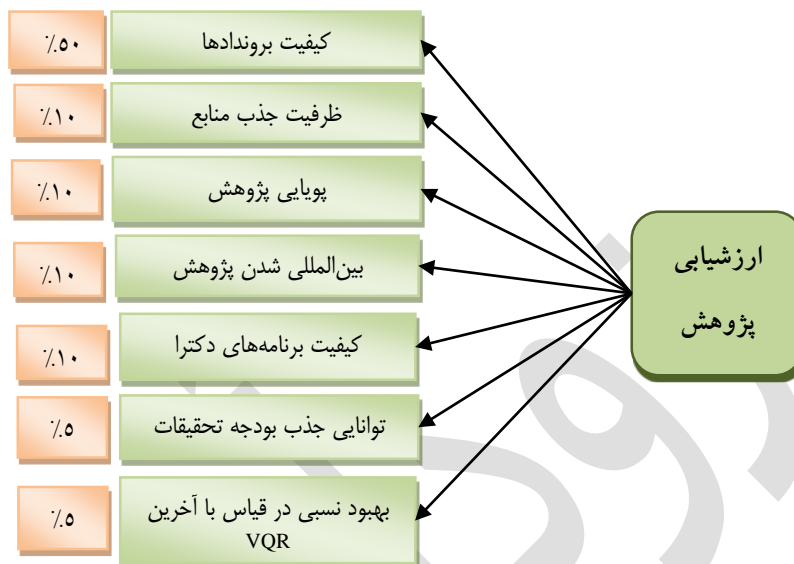 کیفیت بروندادها
٪۵۰
ظرفیت جذب منابع
٪۱۰
پویایی پژوهش
٪۱۰
بین‌المللی شدن پژوهش
٪۱۰
کیفیت برنامه‌های دکترا
٪۱۰
توانایی جذب بودجه تحقیقات
٪۵
بهبود نسبی در قیاس با آخرین
VQR
٪۵
ارزشیابی
پژوهش